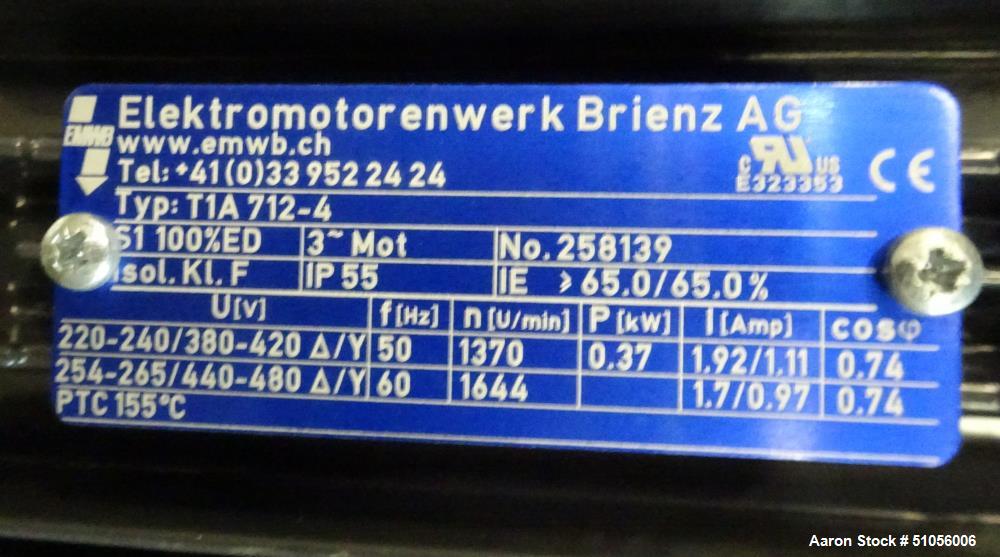 Elektromotorenwerk Brienz AG
EMWB
www.emwb.ch
Tel: +41(0)33 952 24 24
C RU US
E323353
CE
Typ: T1A 712-4
S1 100%ED 3~ Mot No. 258139
Isol. Kl. F IP 55 IE ⩾ 65.0/65.0%
U[V] f[Hz] n[U/min] P[kW] I[Amp] cosφ
220-240/380-420 Δ/Y 50 1370 0.37 1.92/1.11 0.74
254-265/440-480 Δ/Y 60 1644 1.7/0.97 0.74
PTC 155°C
Aaron Stock # 51056006